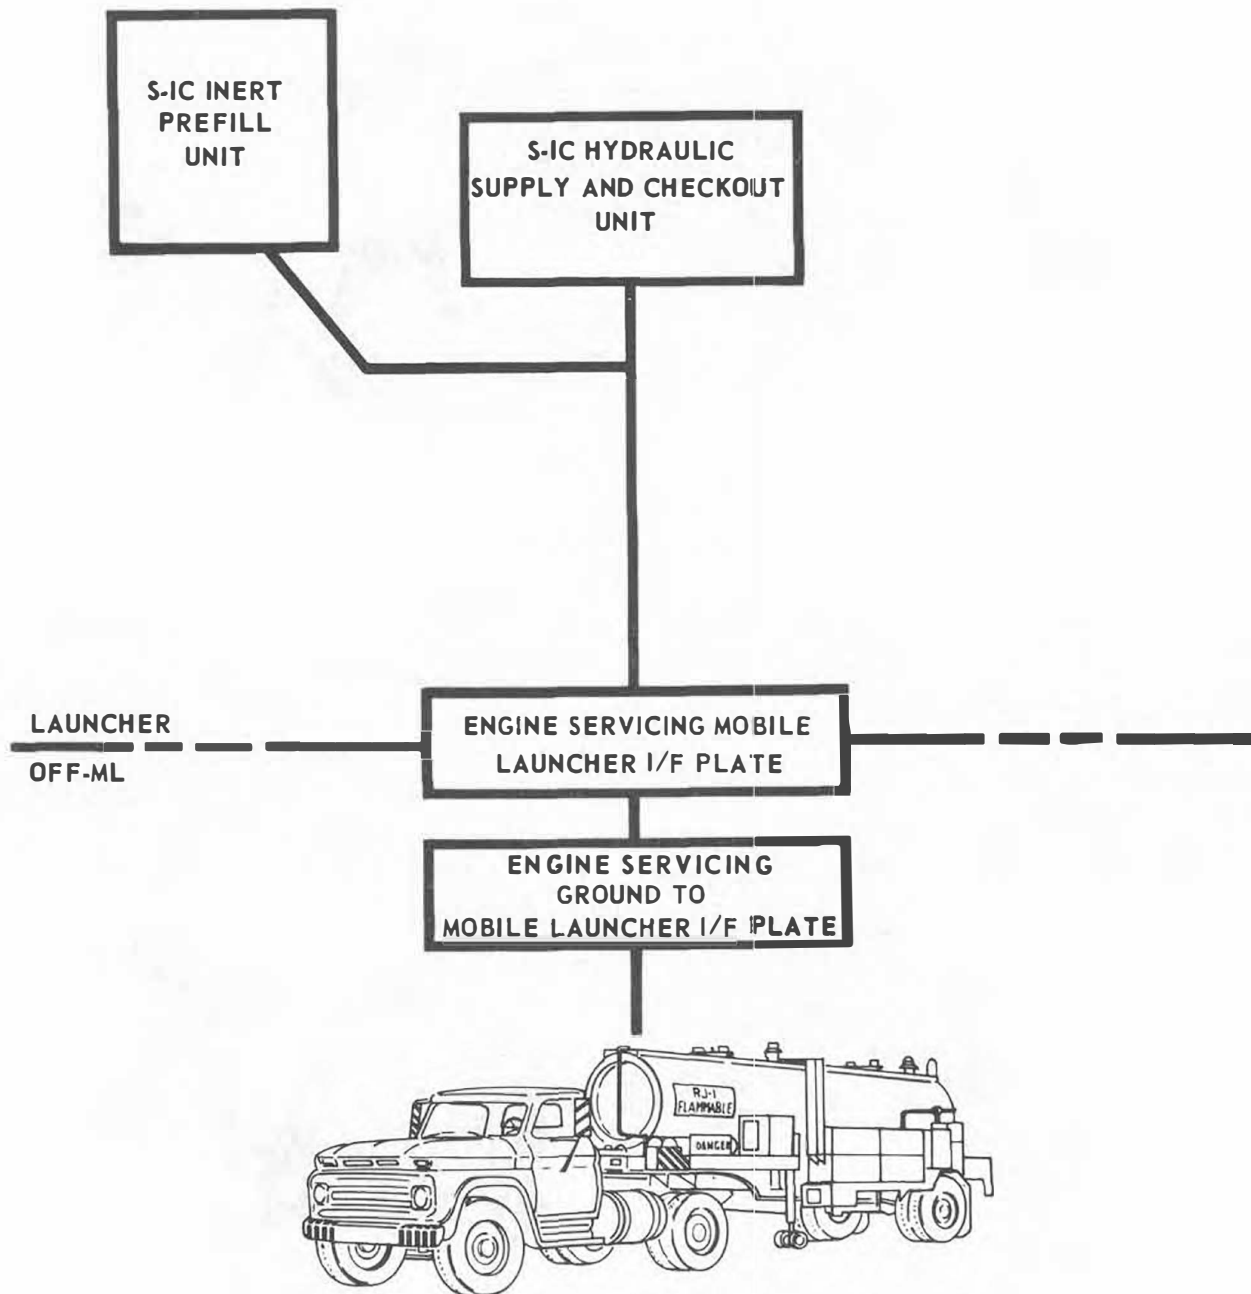 S-IC INERT
PREFILL
UNIT
S-IC HYDRAULIC
SUPPLY AND CHECKOUT
UNIT
LAUNCHER
OFF-ML
ENGINE SERVICING MOBILE
LAUNCHER I/F PLATE
ENGINE SERVICING
GROUND TO
MOBILE LAUNCHER I/F PLATE
RJ-1
FLAMMABLE
DANGER